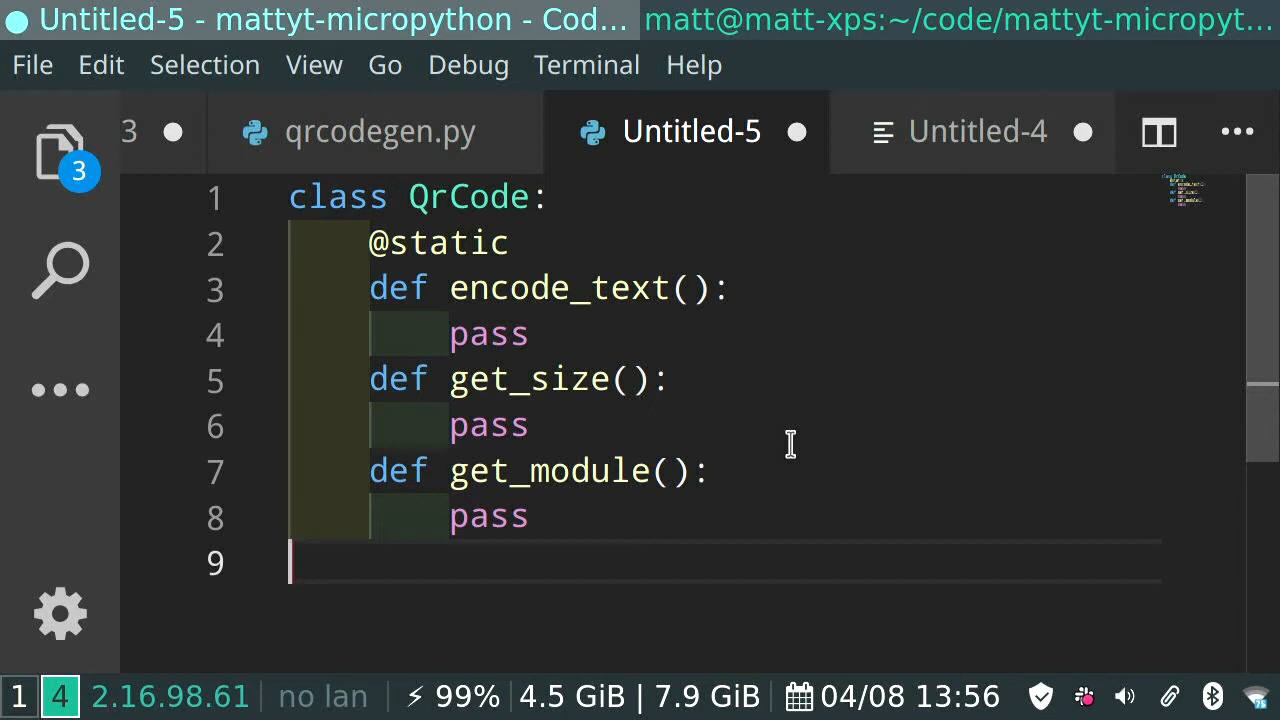 Untitled-5 - mattyt-micropython - Cod... matt@matt-xps:~/code/mattyt-micropyt...
File Edit Selection View Go Debug Terminal Help
3 qrcodegen.py Untitled-5 Untitled-4
3
1 class QrCode:
2 @static
3 def encode_text():
4 pass
5 def get_size():
6 pass
7 def get_module():
8 pass
9
1 4 2.16.98.61 no lan ⚡ 99% 4.5 GiB | 7.9 GiB 04/08 13:56 75